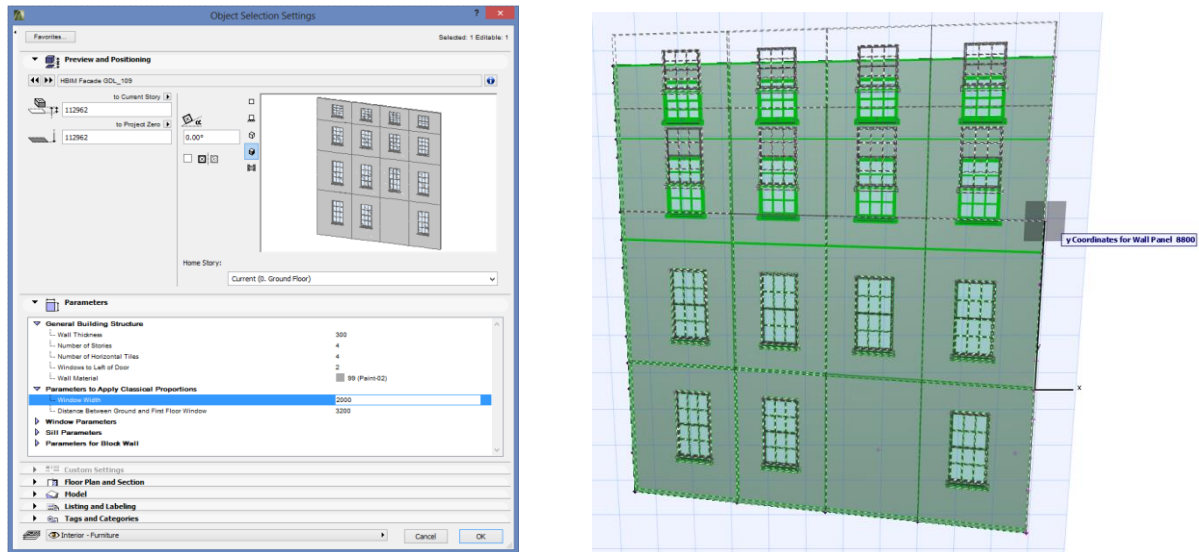 Object Selection Settings
?
Favorites...
Selected: 1 Editable: 1
Preview and Positioning
HBIM Facade GDL_109
to Current Story
112962
to Project Zero
112962
α
0.00°
Home Story:
Current (0. Ground Floor)
Parameters
General Building Structure
Wall Thickness 300
Number of Stories 4
Number of Horizontal Tiles 4
Windows to Left of Door 2
Wall Material 99 (Paint-02)
Parameters to Apply Classical Proportions
Window Width 2000
Distance Between Ground and First Floor Window 3200
Window Parameters
Sill Parameters
Parameters for Block Wall
Custom Settings
Floor Plan and Section
Model
Listing and Labeling
Tags and Categories
Interior - Furniture
Cancel
OK
y Coordinates for Wall Panel 8800
x